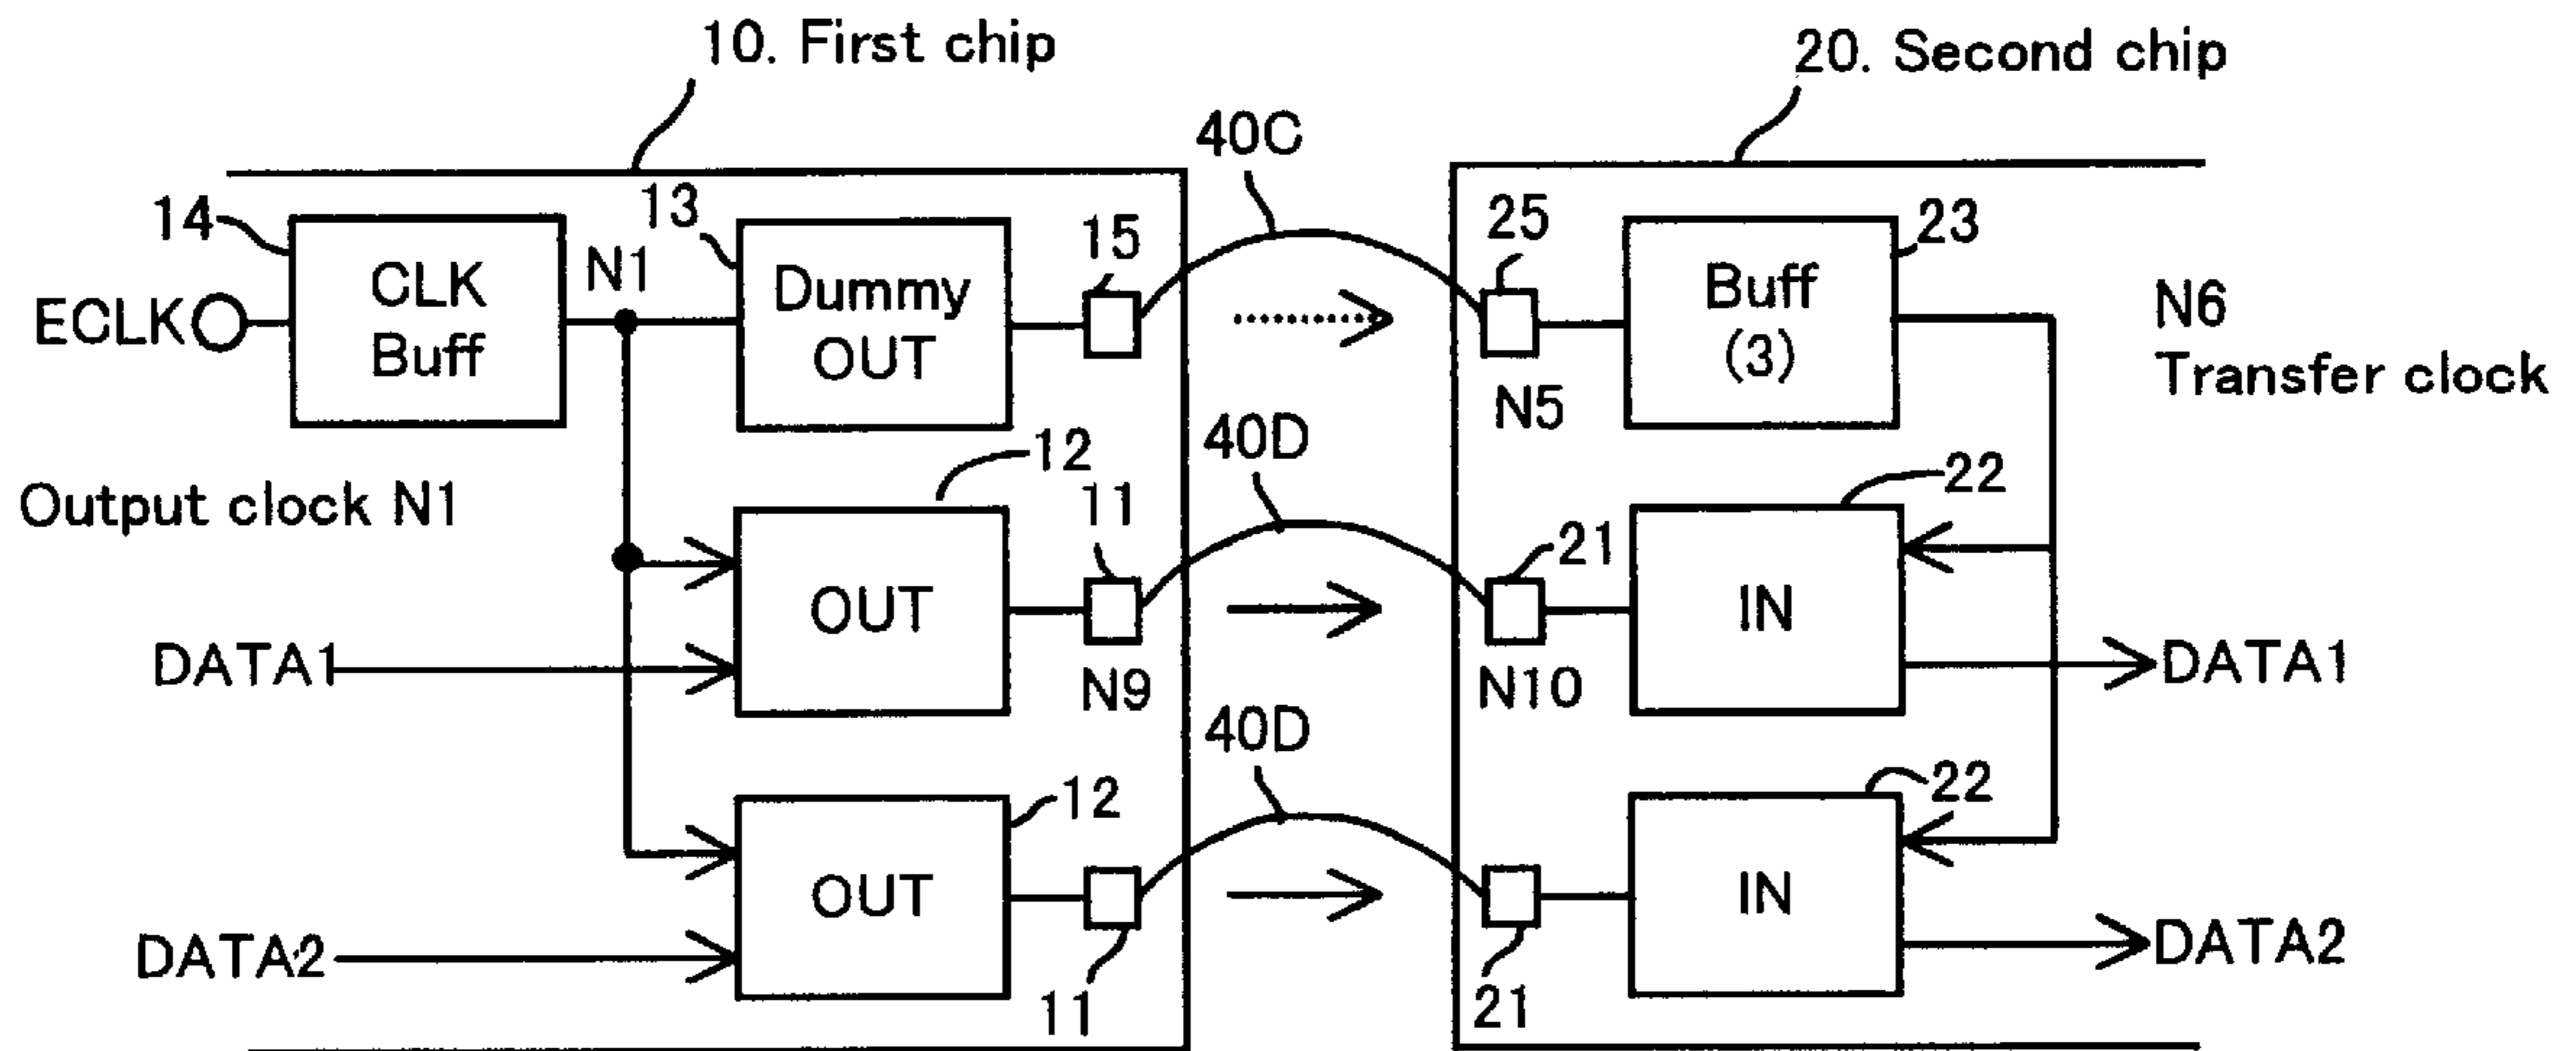 10. First chip
20. Second chip
40C
14
13
15
25
23
CLK
Buff
N1
Dummy
OUT
Buff
(3)
ECLK
N6
Transfer clock
N5
40D
12
22
Output clock N1
11
21
OUT
IN
DATA1
DATA1
N9
N10
40D
12
22
OUT
IN
DATA2
DATA2
11
21